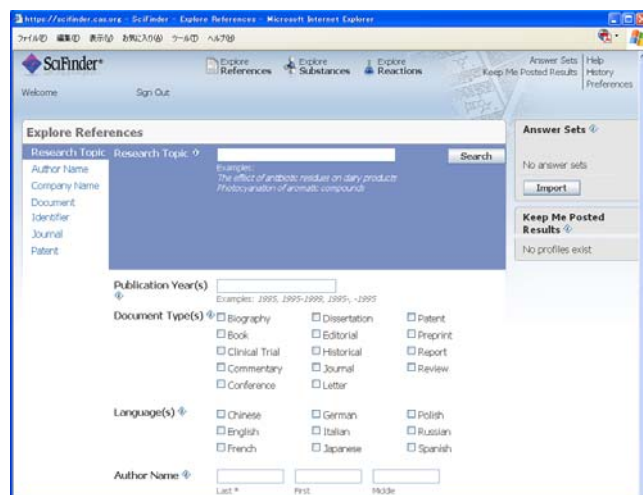 https://scifinder.cas.org - SciFinder - Explore References - Microsoft Internet Explorer
ファイル(F) 編集(E) 表示(V) お気に入り(A) ツール(T) ヘルプ(H)
SciFinder®
Explore References
Explore Substances
Explore Reactions
Answer Sets
Keep Me Posted Results
Help
History
Preferences
Welcome
Sign Out
Explore References
Research Topic
Author Name
Company Name
Document Identifier
Journal
Patent
Research Topic
Search
Examples:
The effect of antibiotic residues on dairy products
Photocyanation of aromatic compounds
Publication Year(s)
Examples: 1995, 1995-1999, 1995-, -1995
Document Type(s)
Biography Dissertation Patent
Book Editorial Preprint
Clinical Trial Historical Report
Commentary Journal Review
Conference Letter
Language(s)
Chinese German Polish
English Italian Russian
French Japanese Spanish
Author Name
Last * First Middle
Answer Sets
No answer sets
Import
Keep Me Posted
Results
No profiles exist